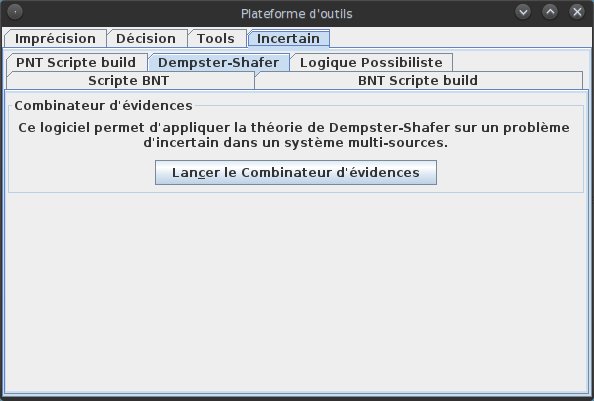 Plateforme d'outils
Imprécision Décision Tools Incertain
PNT Scripte build Dempster-Shafer Logique Possibiliste
Scripte BNT BNT Scripte build
Combinateur d'évidences
Ce logiciel permet d'appliquer la théorie de Dempster-Shafer sur un problème
d'incertain dans un système multi-sources.
Lancer le Combinateur d'évidences